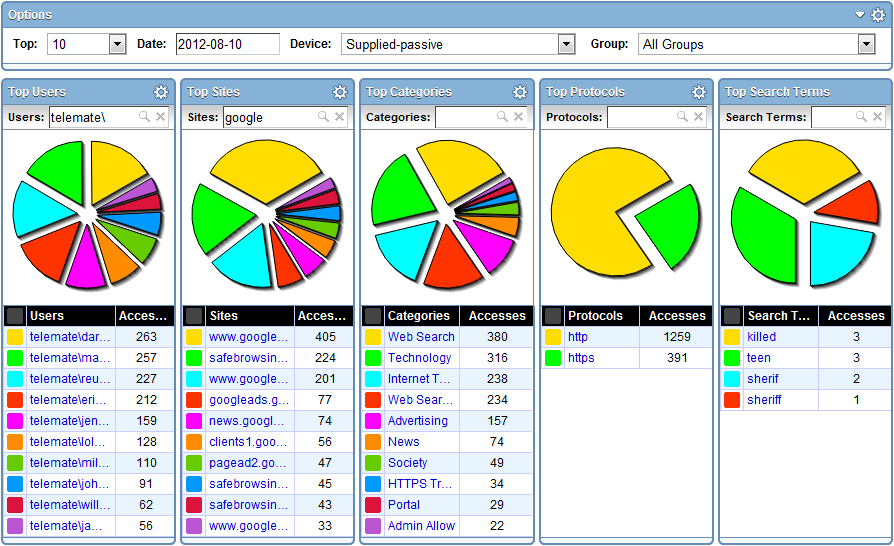 Options
Top: 10 Date: 2012-08-10 Device: Supplied-passive Group: All Groups
Top Users
Users: telemate\
Users Acces...
telemate\dar... 263
telemate\ma... 257
telemate\reu... 227
telemate\eri... 212
telemate\jen... 159
telemate\lol... 128
telemate\mil... 110
telemate\joh... 91
telemate\will... 62
telemate\ja... 56
Top Sites
Sites: google
Sites Acces...
www.google... 405
safebrowsin... 224
www.google... 201
googleads.g... 77
news.googl... 74
clients1.goo... 56
pagead2.go... 47
safebrowsin... 45
safebrowsin... 43
www.google... 33
Top Categories
Categories:
Categories Accesses
Web Search 380
Technology 316
Internet T... 238
Web Sear... 234
Advertising 157
News 74
Society 49
HTTPS Tr... 34
Portal 29
Admin Allow 22
Top Protocols
Protocols:
Protocols Accesses
http 1259
https 391
Top Search Terms
Search Terms:
Search T... Accesses
killed 3
teen 3
sherif 2
sheriff 1